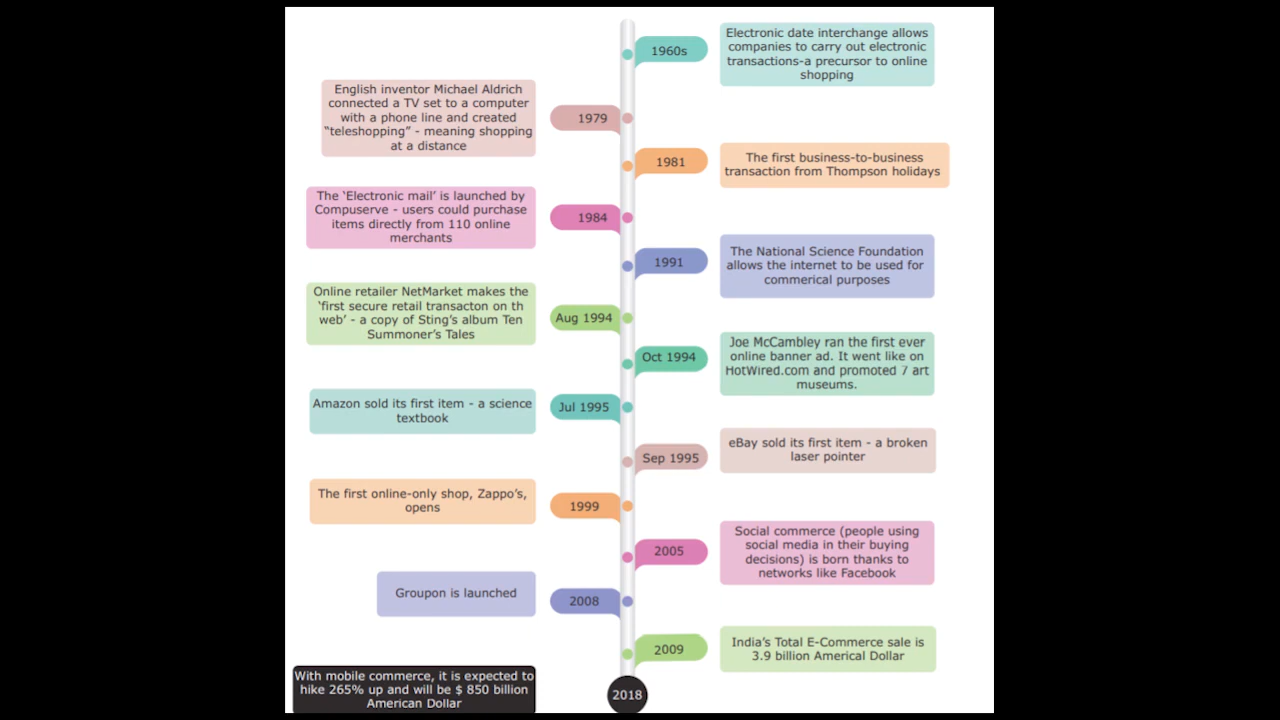 1960s
Electronic date interchange allows
companies to carry out electronic
transactions-a precursor to online
shopping
English inventor Michael Aldrich
connected a TV set to a computer
with a phone line and created
“teleshopping” - meaning shopping
at a distance
1979
1981
The first business-to-business
transaction from Thompson holidays
The ‘Electronic mail’ is launched by
Compuserve - users could purchase
items directly from 110 online
merchants
1984
1991
The National Science Foundation
allows the internet to be used for
commerical purposes
Online retailer NetMarket makes the
‘first secure retail transacton on th
web’ - a copy of Sting’s album Ten
Summoner’s Tales
Aug 1994
Oct 1994
Joe McCambley ran the first ever
online banner ad. It went like on
HotWired.com and promoted 7 art
museums.
Amazon sold its first item - a science
textbook
Jul 1995
Sep 1995
eBay sold its first item - a broken
laser pointer
The first online-only shop, Zappo’s,
opens
1999
2005
Social commerce (people using
social media in their buying
decisions) is born thanks to
networks like Facebook
Groupon is launched
2008
2009
India’s Total E-Commerce sale is
3.9 billion Americal Dollar
With mobile commerce, it is expected to
hike 265% up and will be $ 850 billion
American Dollar
2018